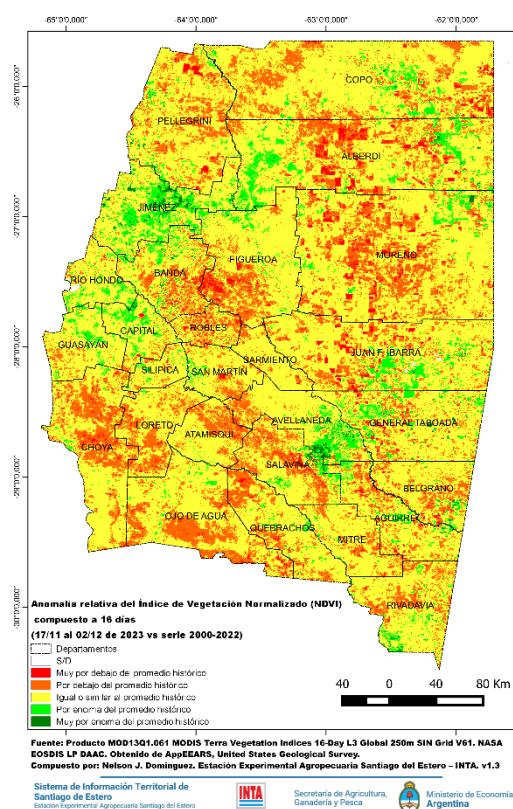 -65°0'0,000" -64°0'0,000" -63°0'0,000" -62°0'0,000"
-26°0'0,000"
-27°0'0,000"
-28°0'0,000"
-29°0'0,000"
-30°0'0,000"
COPO
PELLEGRINI
ALBERDI
JIMÉNEZ
FIGUEROA
MORENO
BANDA
RÍO HONDO
ROBLES
CAPITAL
GUASAYÁN
JUAN F. IBARRA
SARMIENTO
SILIPICA
SAN MARTÍN
AVELLANEDA
GENERAL TABOADA
LORETO
ATAMISQUI
CHOYA
SALAVINA
BELGRANO
OJO DE AGUA
AGUIRRE
QUEBRACHOS
MITRE
RIVADAVIA
Anomalía relativa del Índice de Vegetación Normalizado (NDVI)
compuesto a 16 días
(17/11 al 02/12 de 2023 vs serie 2000-2022)
Departamentos
S/D
Muy por debajo del promedio histórico
Por debajo del promedio histórico
Igual o similar al promedio histórico
Por encima del promedio histórico
Muy por encima del promedio histórico
40 0 40 80 Km
Fuente: Producto MOD13Q1.061 MODIS Terra Vegetation Indices 16-Day L3 Global 250m SIN Grid V61. NASA
EOSDIS LP DAAC. Obtenido de AppEEARS, United States Geological Survey.
Compuesto por: Nelson J. Domínguez. Estación Experimental Agropecuaria Santiago del Estero – INTA. v1.3
Sistema de Información Territorial de
Santiago de Estero
Estación Experimental Agropecuaria Santiago del Estero
INTA
Secretaría de Agricultura,
Ganadería y Pesca
Ministerio de Economía
Argentina